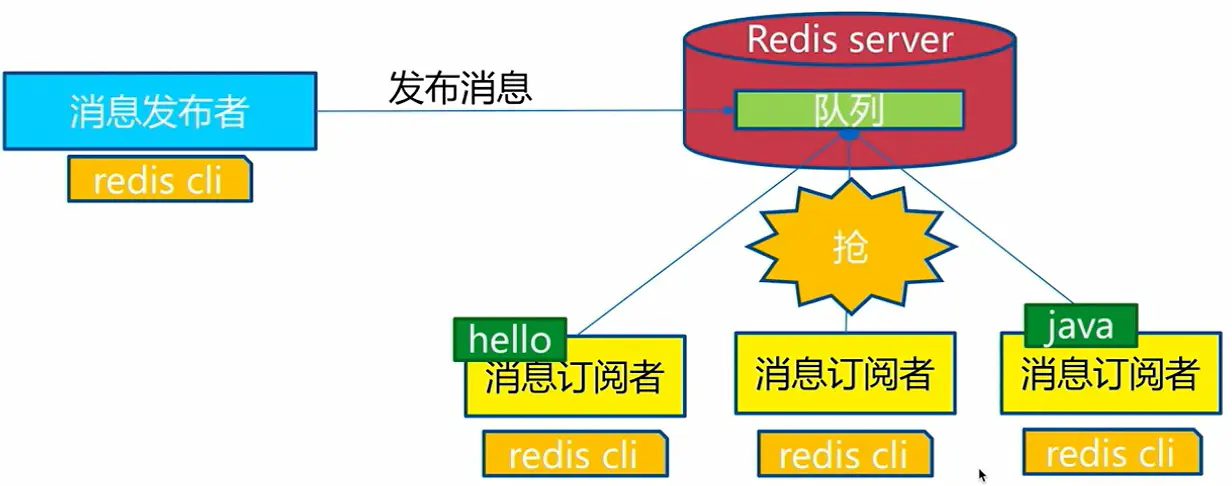 Redis server
消息发布者
发布消息
队列
redis cli
抢
hello
java
消息订阅者
消息订阅者
消息订阅者
redis cli
redis cli
redis cli